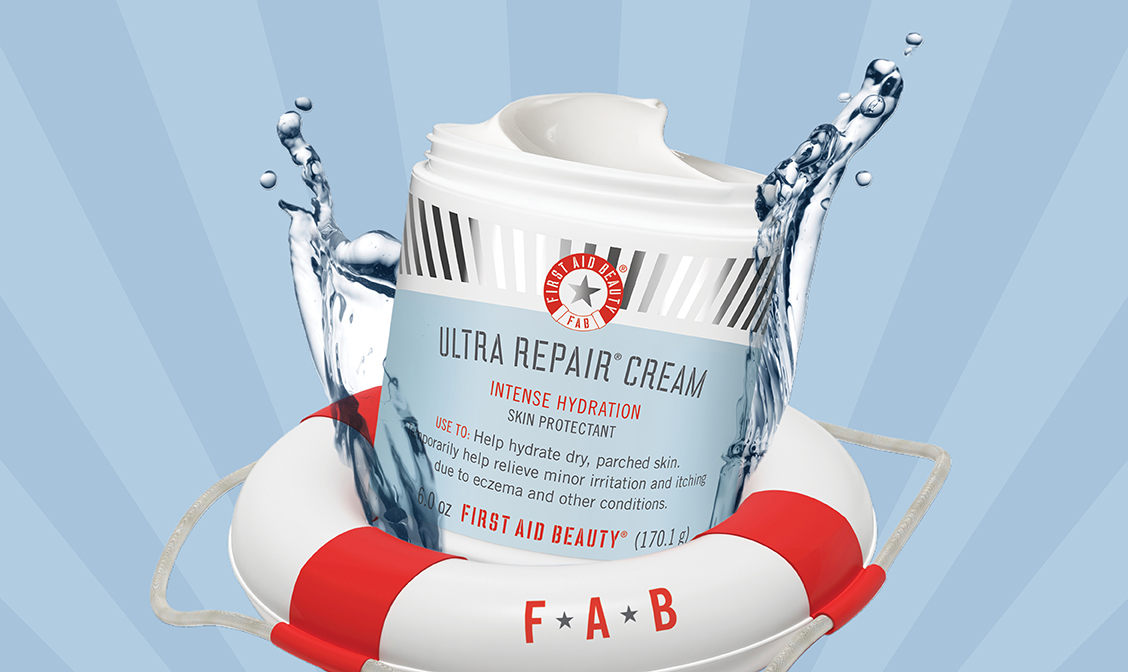 FIRST AID BEAUTY®
FAB
ULTRA REPAIR® CREAM
INTENSE HYDRATION
SKIN PROTECTANT
USE TO: Help hydrate dry, parched skin.
help relieve minor irritation and itching
due to eczema and other conditions.
6.0 oz FIRST AID BEAUTY® (170.1 g)
F★A★B